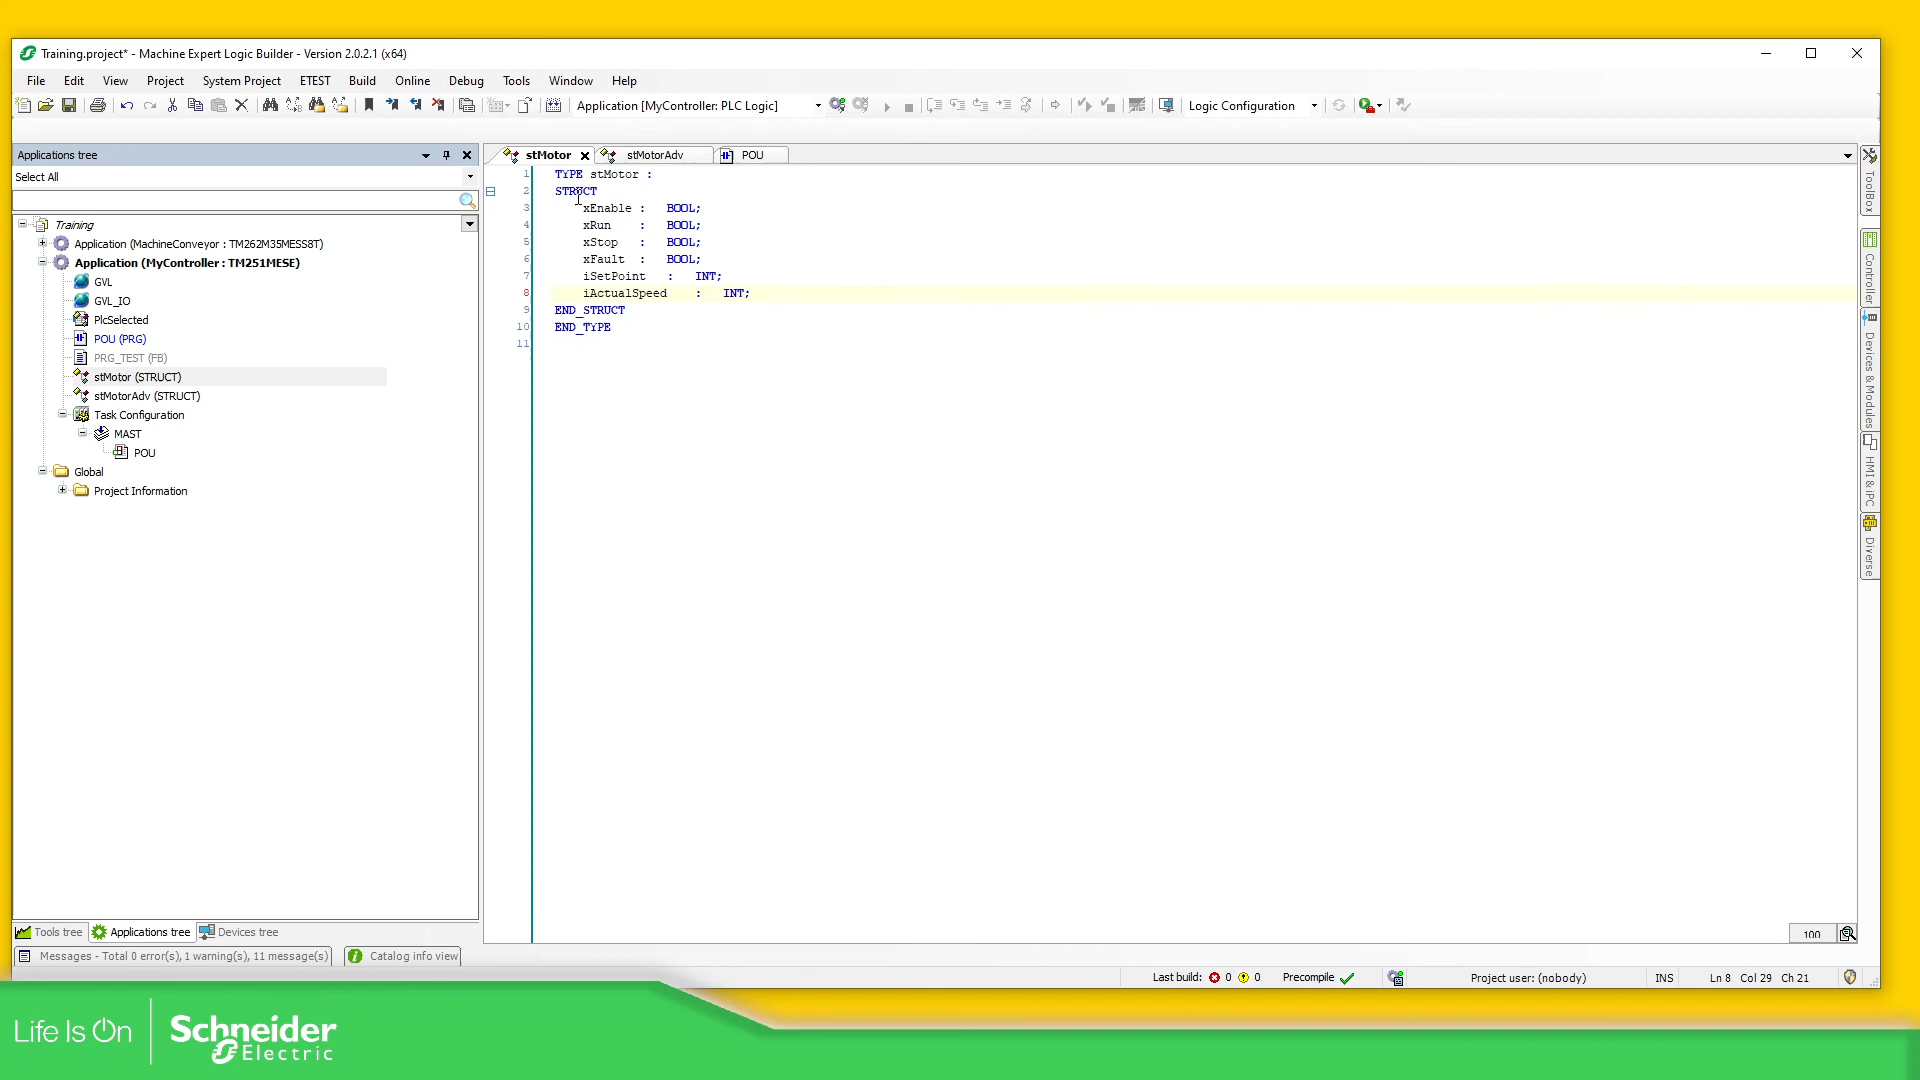 Training.project* - Machine Expert Logic Builder - Version 2.0.2.1 (x64)
File Edit View Project System Project ETEST Build Online Debug Tools Window Help
Application [MyController: PLC Logic]
Logic Configuration
Applications tree
Select All
Training
Application (MachineConveyor : TM262M35MESS8T)
Application (MyController : TM251MESE)
GVL
GVL_IO
PlcSelected
POU (PRG)
PRG_TEST (FB)
stMotor (STRUCT)
stMotorAdv (STRUCT)
Task Configuration
MAST
POU
Global
Project Information
Tools tree Applications tree Devices tree
Messages - Total 0 error(s), 1 warning(s), 11 message(s)
Catalog info view
stMotor stMotorAdv POU
1 TYPE stMotor :
2 STRUCT
3 xEnable : BOOL;
4 xRun : BOOL;
5 xStop : BOOL;
6 xFault : BOOL;
7 iSetPoint : INT;
8 iActualSpeed : INT;
9 END_STRUCT
10 END_TYPE
11
100
ToolBox
Controller
Devices & Modules
HMI & iPC
Diverse
Last build: 0 0 Precompile
Project user: (nobody)
INS
Ln 8 Col 29 Ch 21
Life Is On
Schneider
Electric